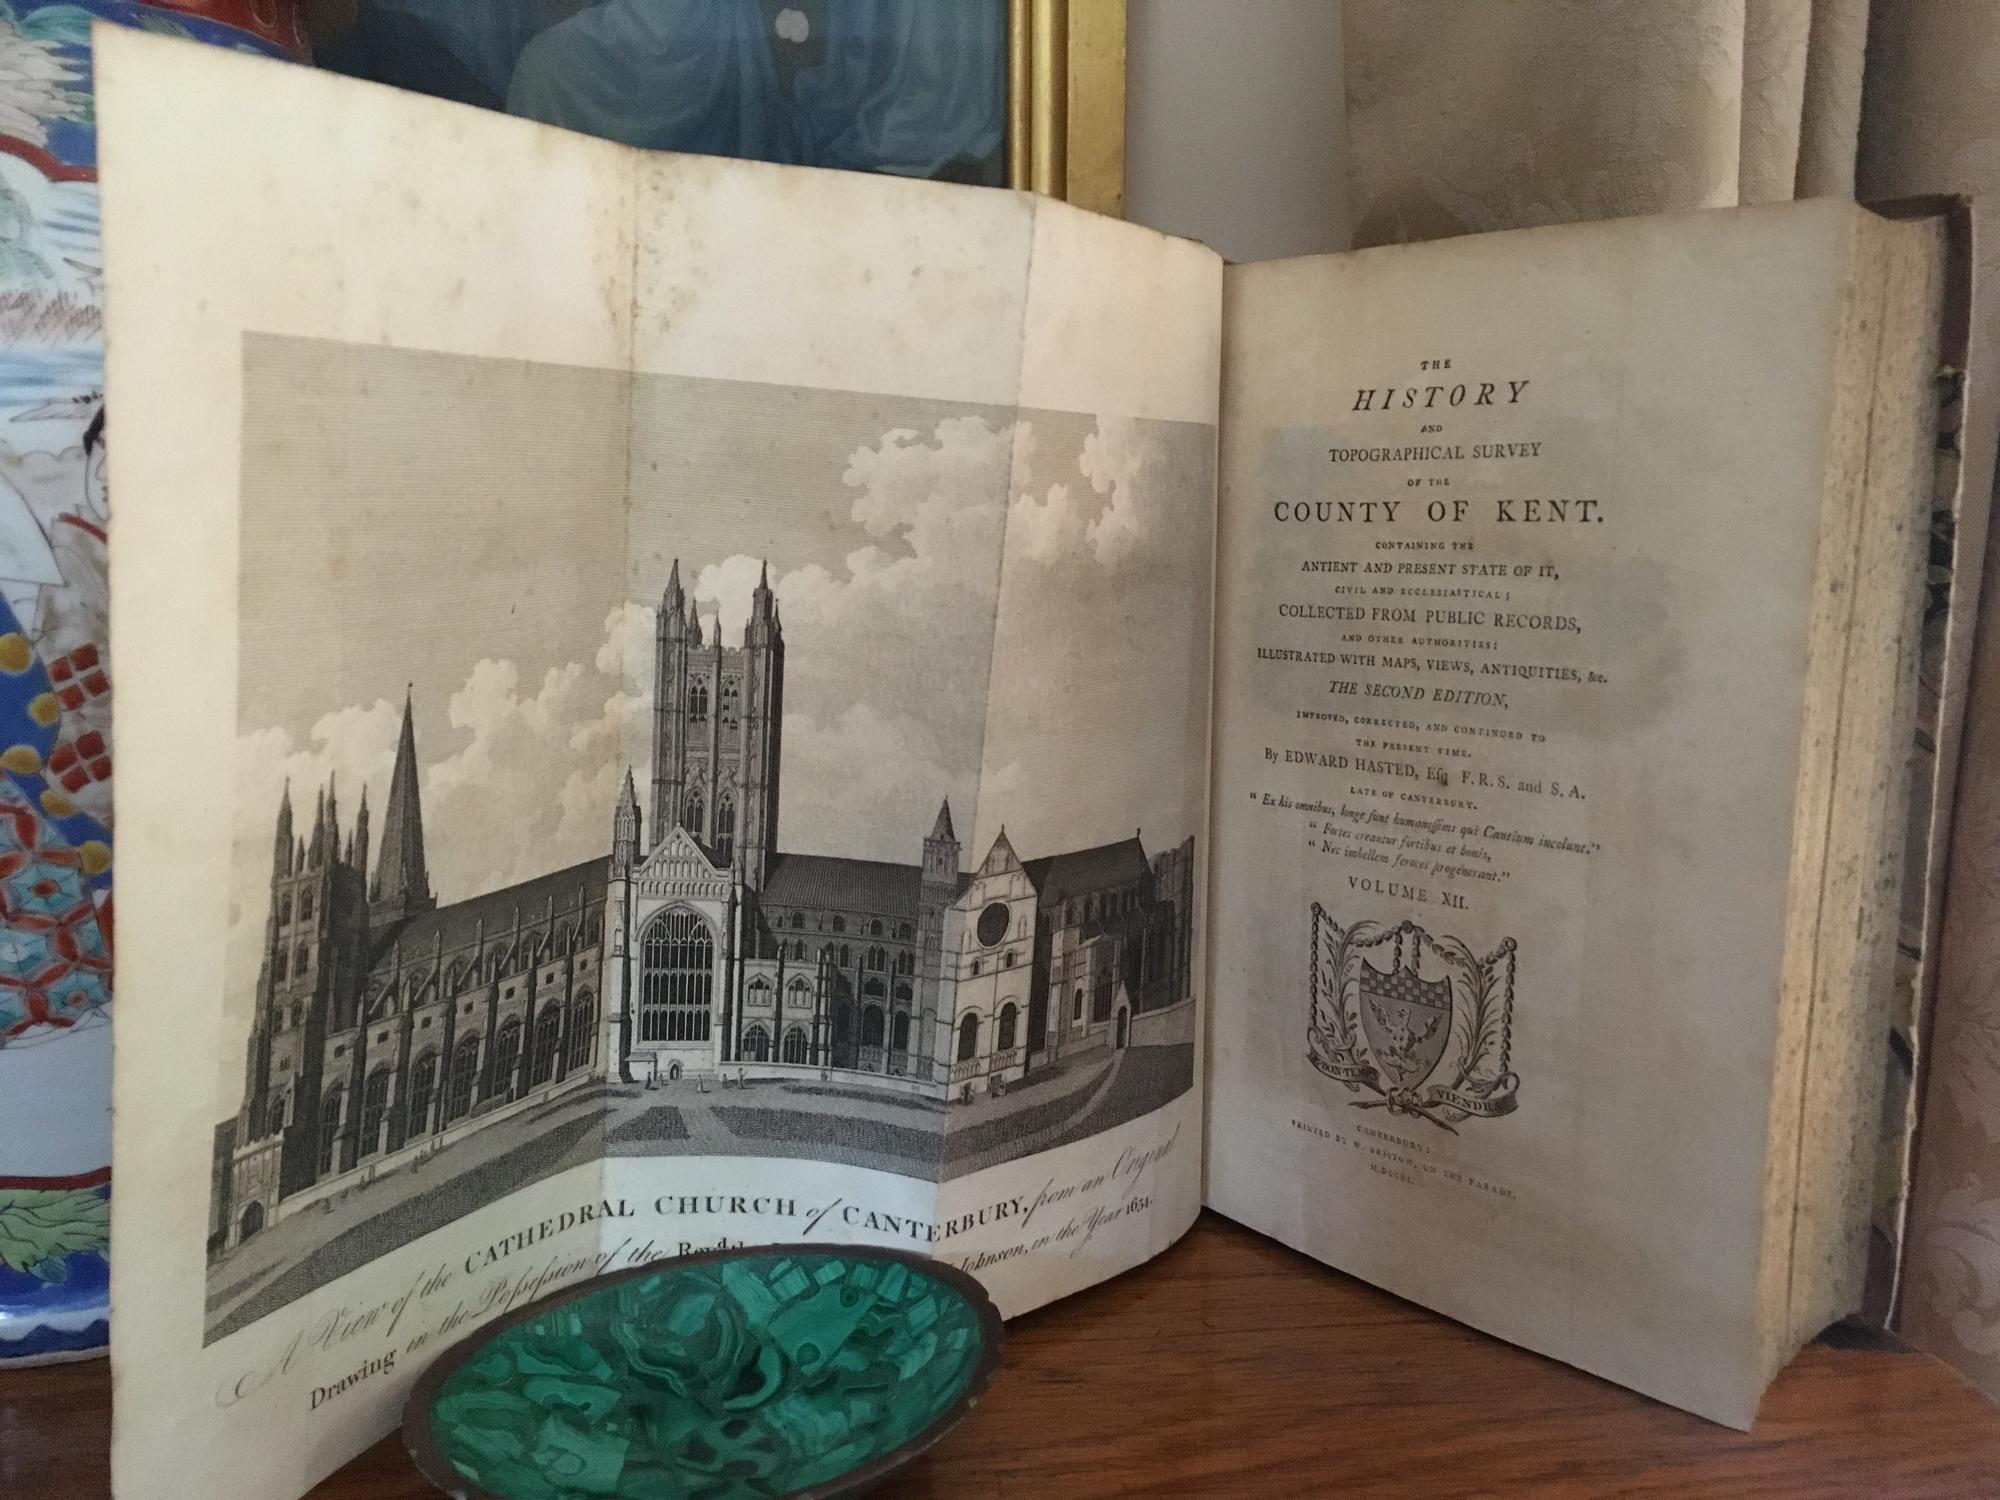 A View of the CATHEDRAL CHURCH of CANTERBURY, from an Original
Drawing in the Possession of the Revd. Johnson, in the Year 1654.
THE
HISTORY
AND
TOPOGRAPHICAL SURVEY
OF THE
COUNTY OF KENT.
CONTAINING THE
ANTIENT AND PRESENT STATE OF IT,
CIVIL AND ECCLESIASTICAL;
COLLECTED FROM PUBLIC RECORDS,
AND OTHER AUTHORITIES:
ILLUSTRATED WITH MAPS, VIEWS, ANTIQUITIES, &c.
THE SECOND EDITION,
IMPROVED, CORRECTED, AND CONTINUED TO
THE PRESENT TIME.
By EDWARD HASTED, Esq F. R. S. and S. A.
LATE OF CANTERBURY.
“ Ex his omnibus, longe sunt humanissimi qui Cantium incolunt.”
“ Fortes creantur fortibus et bonis,
“ Nec imbellem feroces progenerant.”
VOLUME XII.
VIENDRA
CANTERBURY:
PRINTED BY W. BRISTOW, ON THE PARADE.
M.DCCCI.